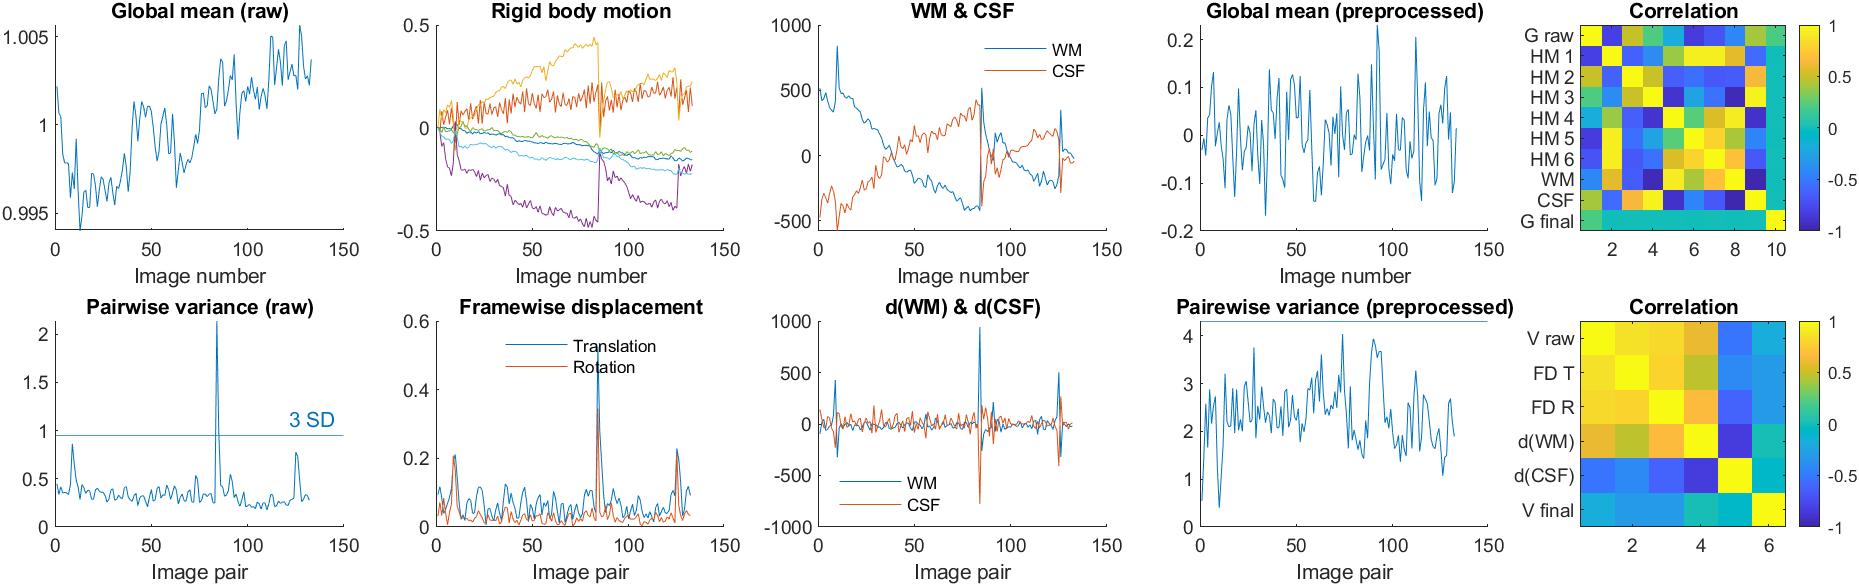 Global mean (raw)
1.005
1
0.995
0
50
100
150
Image number
Rigid body motion
0.5
0
-0.5
0
50
100
150
Image number
WM & CSF
1000
500
0
-500
WM
CSF
0
50
100
150
Image number
Global mean (preprocessed)
0.2
0.1
0
-0.1
-0.2
0
50
100
150
Image number
Correlation
G raw
HM 1
HM 2
HM 3
HM 4
HM 5
HM 6
WM
CSF
G final
2
4
6
8
10
1
0.5
0
-0.5
-1
Pairwise variance (raw)
2
1.5
1
0.5
0
3 SD
0
50
100
150
Image pair
Framewise displacement
0.6
0.4
0.2
0
Translation
Rotation
0
50
100
150
Image pair
d(WM) & d(CSF)
1000
500
0
-500
-1000
WM
CSF
0
50
100
150
Image pair
Pairewise variance (preprocessed)
4
3
2
1
0
0
50
100
150
Image pair
Correlation
V raw
FD T
FD R
d(WM)
d(CSF)
V final
2
4
6
1
0.5
0
-0.5
-1